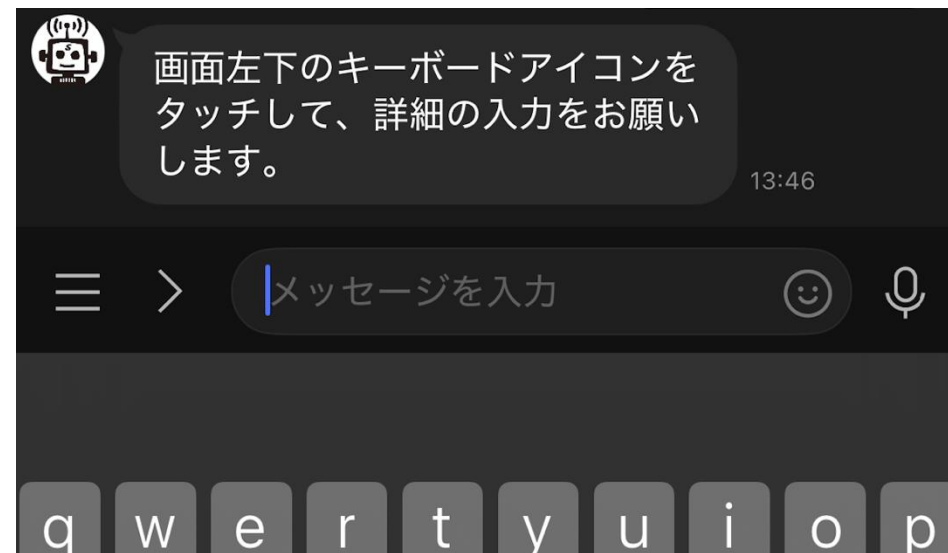 画面左下のキーボードアイコンを
タッチして、詳細の入力をお願い
します。
13:46
メッセージを入力
q w e r t y u i o p